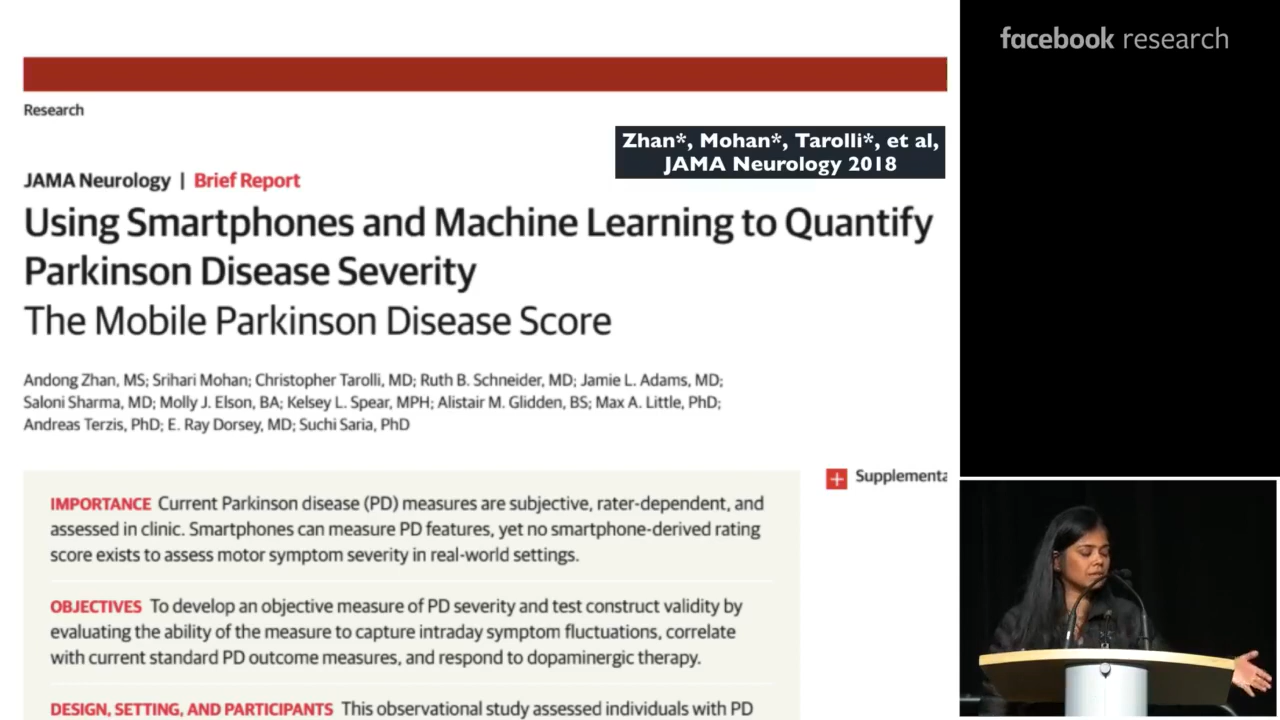 facebook research
Research
Zhan*, Mohan*, Tarolli*, et al,
JAMA Neurology 2018
JAMA Neurology | Brief Report
Using Smartphones and Machine Learning to Quantify
Parkinson Disease Severity
The Mobile Parkinson Disease Score
Andong Zhan, MS; Srihari Mohan; Christopher Tarolli, MD; Ruth B. Schneider, MD; Jamie L. Adams, MD;
Saloni Sharma, MD; Molly J. Elson, BA; Kelsey L. Spear, MPH; Alistair M. Glidden, BS; Max A. Little, PhD;
Andreas Terzis, PhD; E. Ray Dorsey, MD; Suchi Saria, PhD
Supplementa
IMPORTANCE Current Parkinson disease (PD) measures are subjective, rater-dependent, and
assessed in clinic. Smartphones can measure PD features, yet no smartphone-derived rating
score exists to assess motor symptom severity in real-world settings.
OBJECTIVES To develop an objective measure of PD severity and test construct validity by
evaluating the ability of the measure to capture intraday symptom fluctuations, correlate
with current standard PD outcome measures, and respond to dopaminergic therapy.
DESIGN, SETTING, AND PARTICIPANTS This observational study assessed individuals with PD